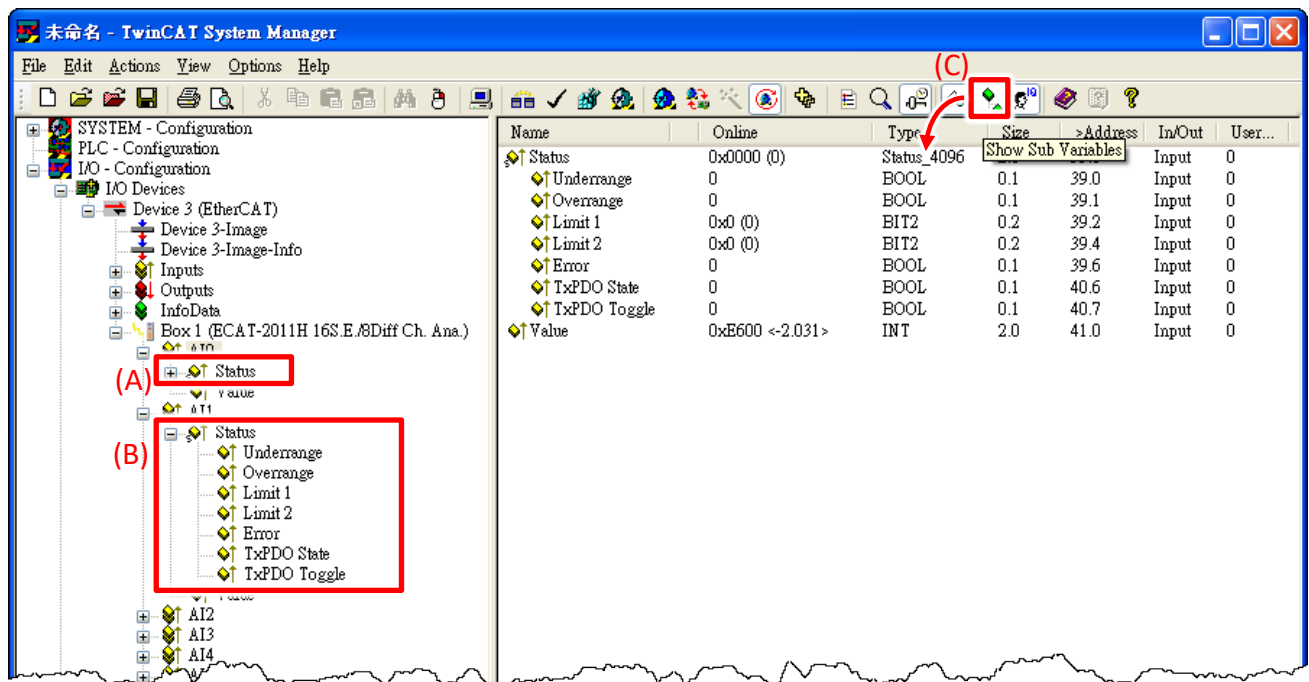 未命名 - TwinCAT System Manager
File Edit Actions View Options Help
(C)
SYSTEM - Configuration
PLC - Configuration
I/O - Configuration
I/O Devices
Device 3 (EtherCAT)
Device 3-Image
Device 3-Image-Info
Inputs
Outputs
InfoData
Box 1 (ECAT-2011H 16S.E./8Diff Ch. Ana.)
AI0
(A)
Status
Value
AI1
(B)
Status
Underrange
Overrange
Limit 1
Limit 2
Error
TxPDO State
TxPDO Toggle
Value
AI2
AI3
AI4
Name Online Type Size >Address In/Out User...
Show Sub Variables
Status 0x0000 (0) Status_4096 Input 0
Underrange 0 BOOL 0.1 39.0 Input 0
Overrange 0 BOOL 0.1 39.1 Input 0
Limit 1 0x0 (0) BIT2 0.2 39.2 Input 0
Limit 2 0x0 (0) BIT2 0.2 39.4 Input 0
Error 0 BOOL 0.1 39.6 Input 0
TxPDO State 0 BOOL 0.1 40.6 Input 0
TxPDO Toggle 0 BOOL 0.1 40.7 Input 0
Value 0xE600 <-2.031> INT 2.0 41.0 Input 0